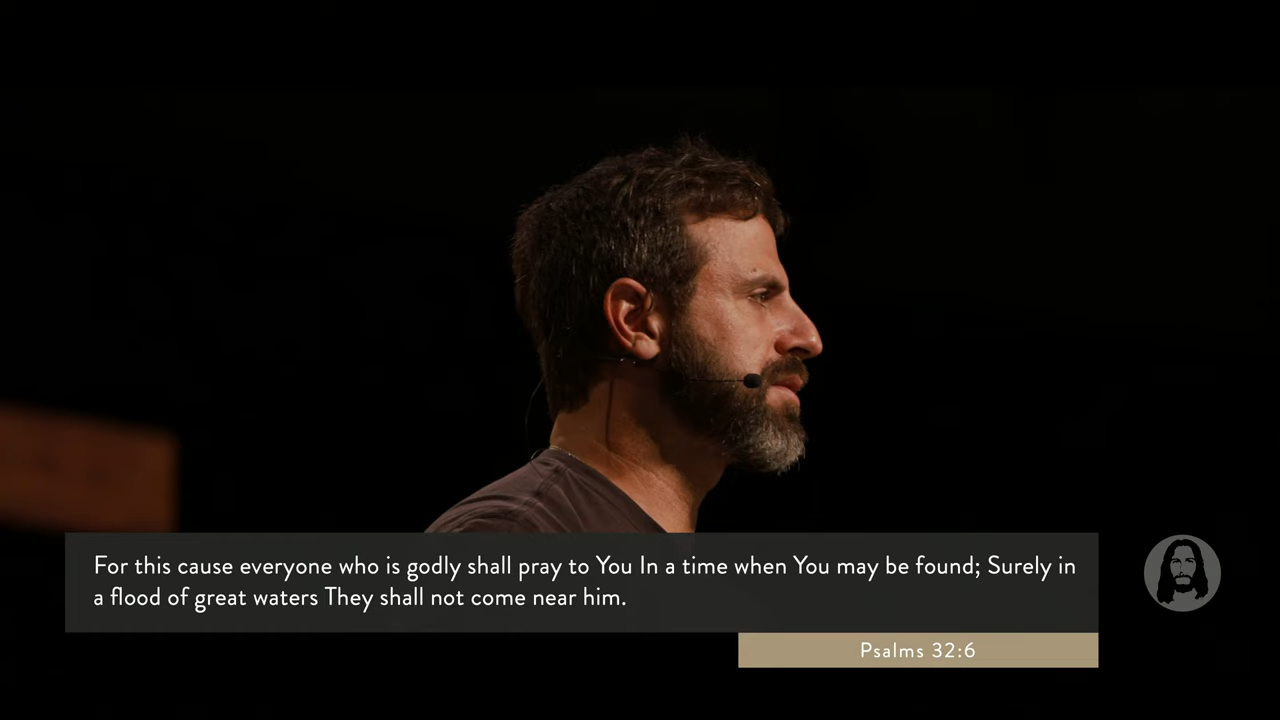 For this cause everyone who is godly shall pray to You In a time when You may be found; Surely in
a flood of great waters They shall not come near him.
Psalms 32:6